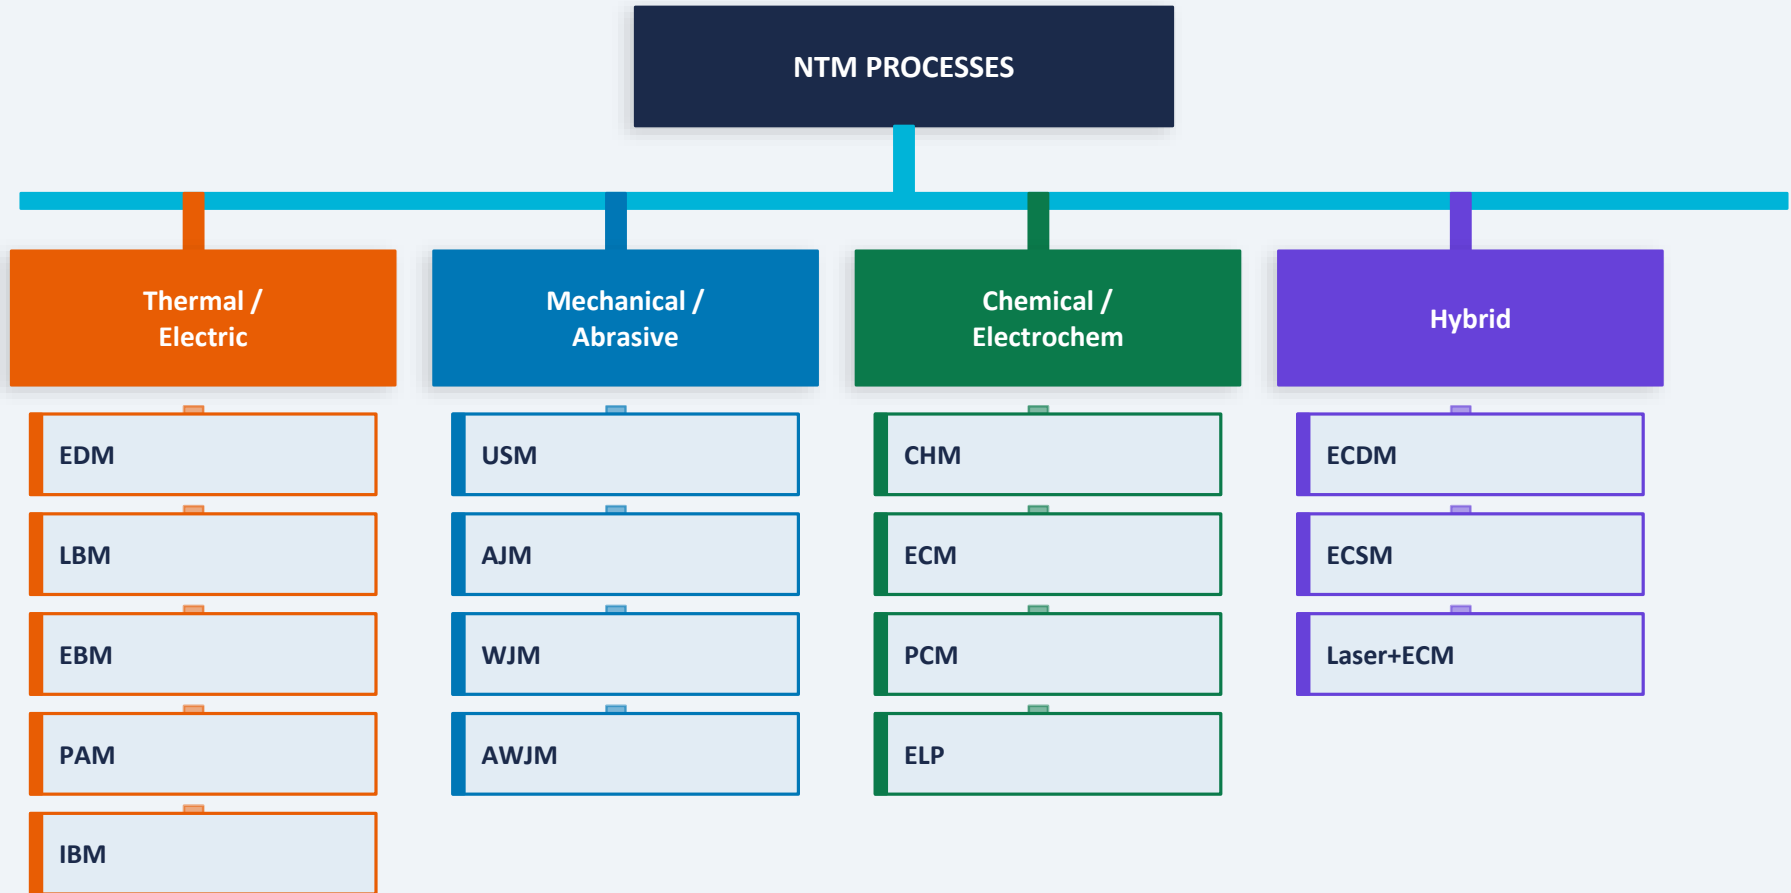 NTM PROCESSES
Thermal /
Electric
EDM
LBM
EBM
PAM
IBM
Mechanical /
Abrasive
USM
AJM
WJM
AWJM
Chemical /
Electrochem
CHM
ECM
PCM
ELP
Hybrid
ECDM
ECSM
Laser+ECM